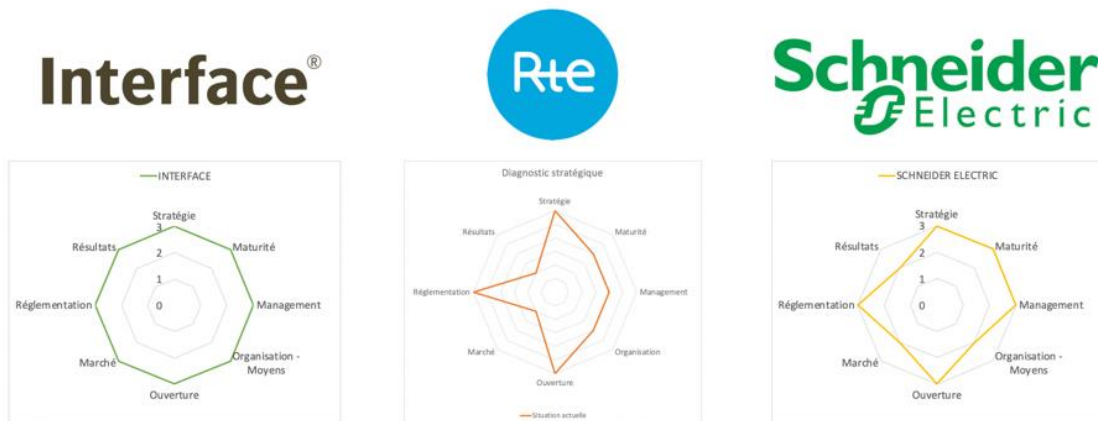 Interface®
Rte
Schneider
Electric
INTERFACE
Stratégie
3
2
1
0
Maturité
Management
Organisation -
Moyens
Ouverture
Marché
Réglementation
Résultats
Diagnostic stratégique
Stratégie
Maturité
Management
Organisation
Ouverture
Marché
Réglementation
Résultats
Situation actuelle
SCHNEIDER ELECTRIC
Stratégie
3
2
1
0
Maturité
Management
Organisation -
Moyens
Ouverture
Marché
Réglementation
Résultats